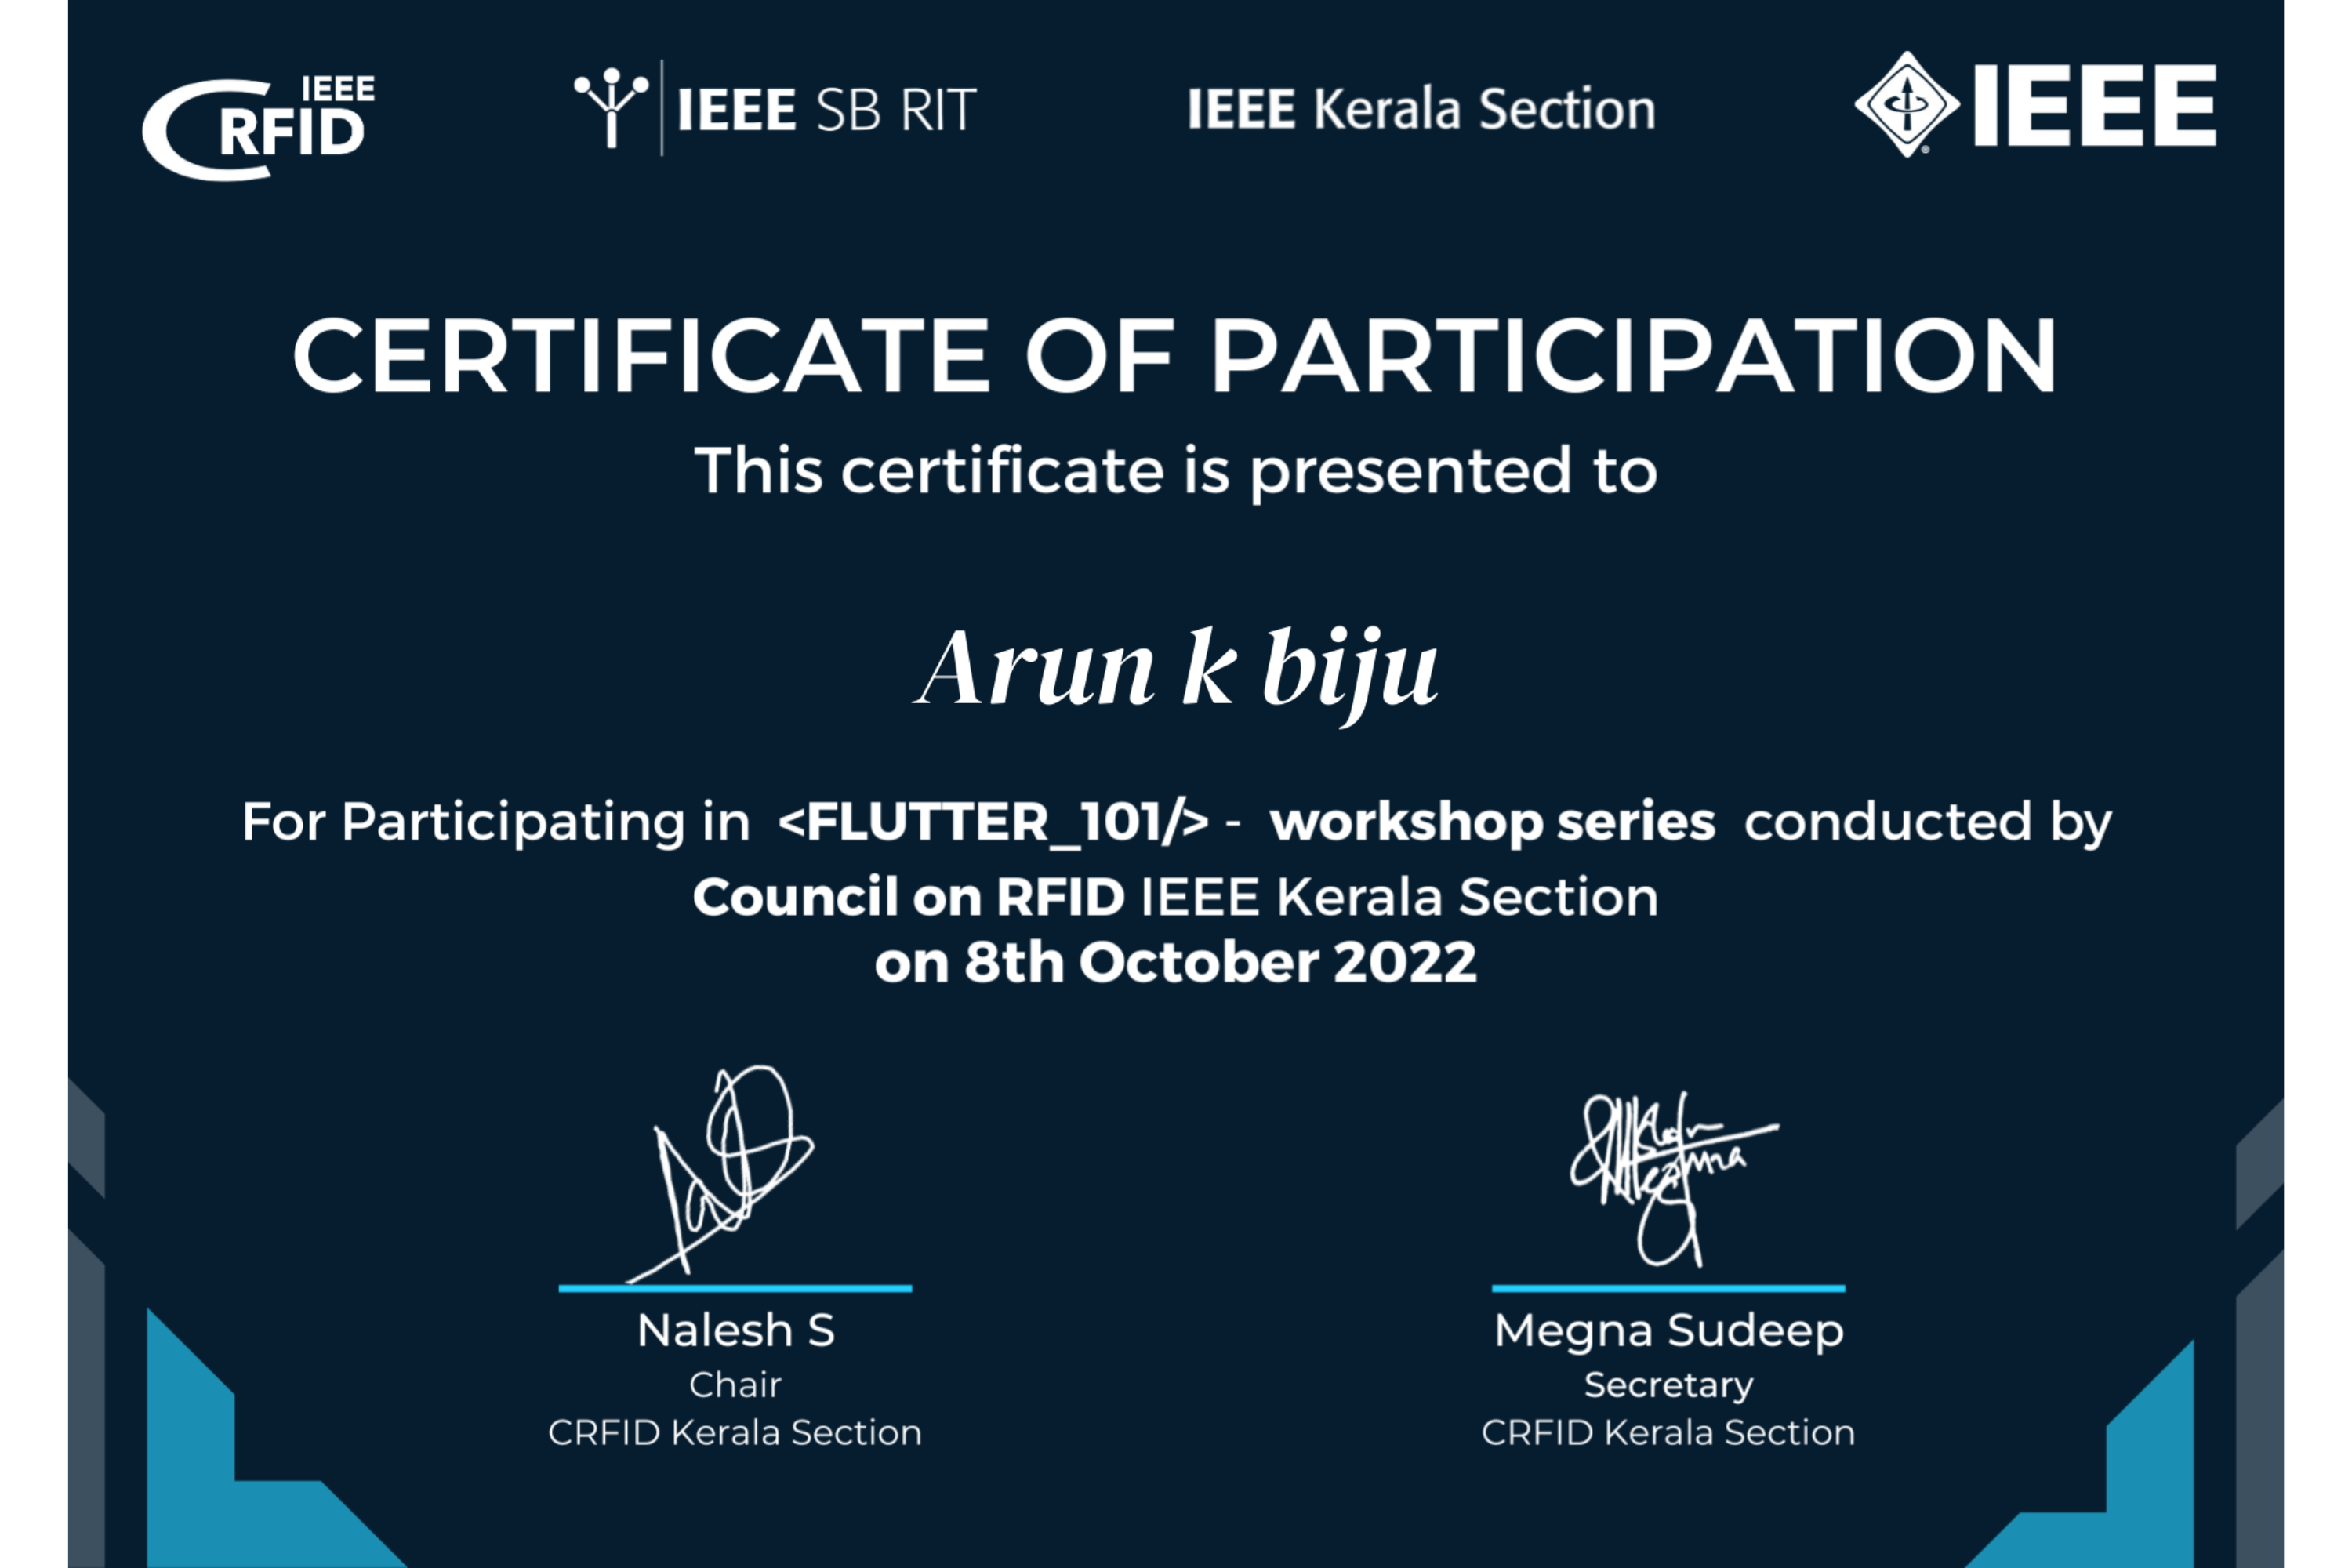 IEEE
CRFID
IEEE SB RIT
IEEE Kerala Section
IEEE
CERTIFICATE OF PARTICIPATION
This certificate is presented to
Arun k biju
For Participating in <FLUTTER_101/> - workshop series conducted by
Council on RFID IEEE Kerala Section
on 8th October 2022
Megna
Nalesh S
Chair
CRFID Kerala Section
Megna Sudeep
Secretary
CRFID Kerala Section